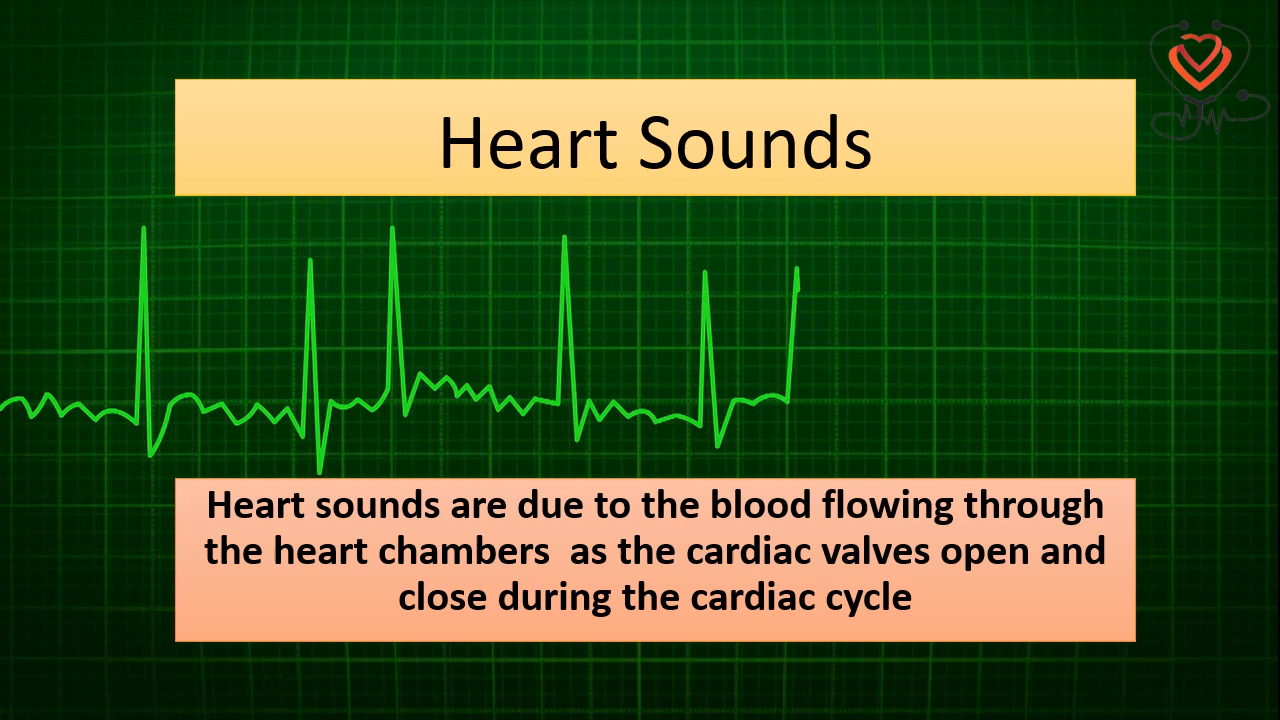 Heart Sounds
Heart sounds are due to the blood flowing through
the heart chambers  as the cardiac valves open and
close during the cardiac cycle